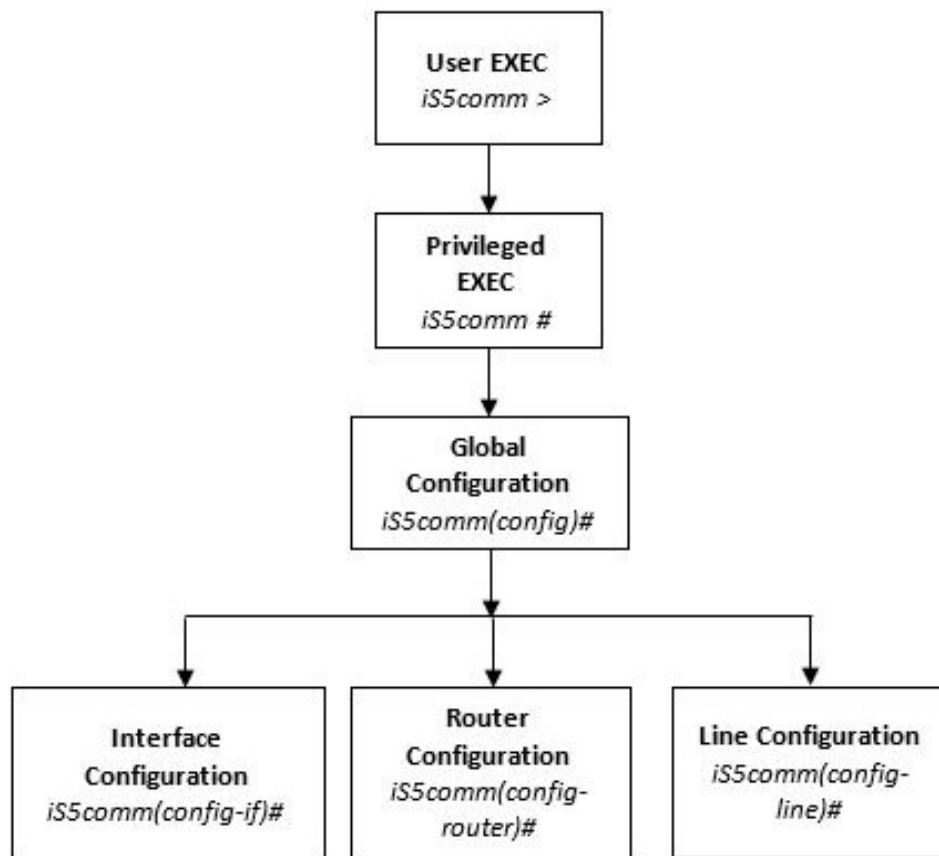 User EXEC
iS5comm >
Privileged
EXEC
iS5comm #
Global
Configuration
iS5comm(config)#
Interface
Configuration
iS5comm(config-if)#
Router
Configuration
iS5comm(config-
router)#
Line Configuration
iS5comm(config-
line)#